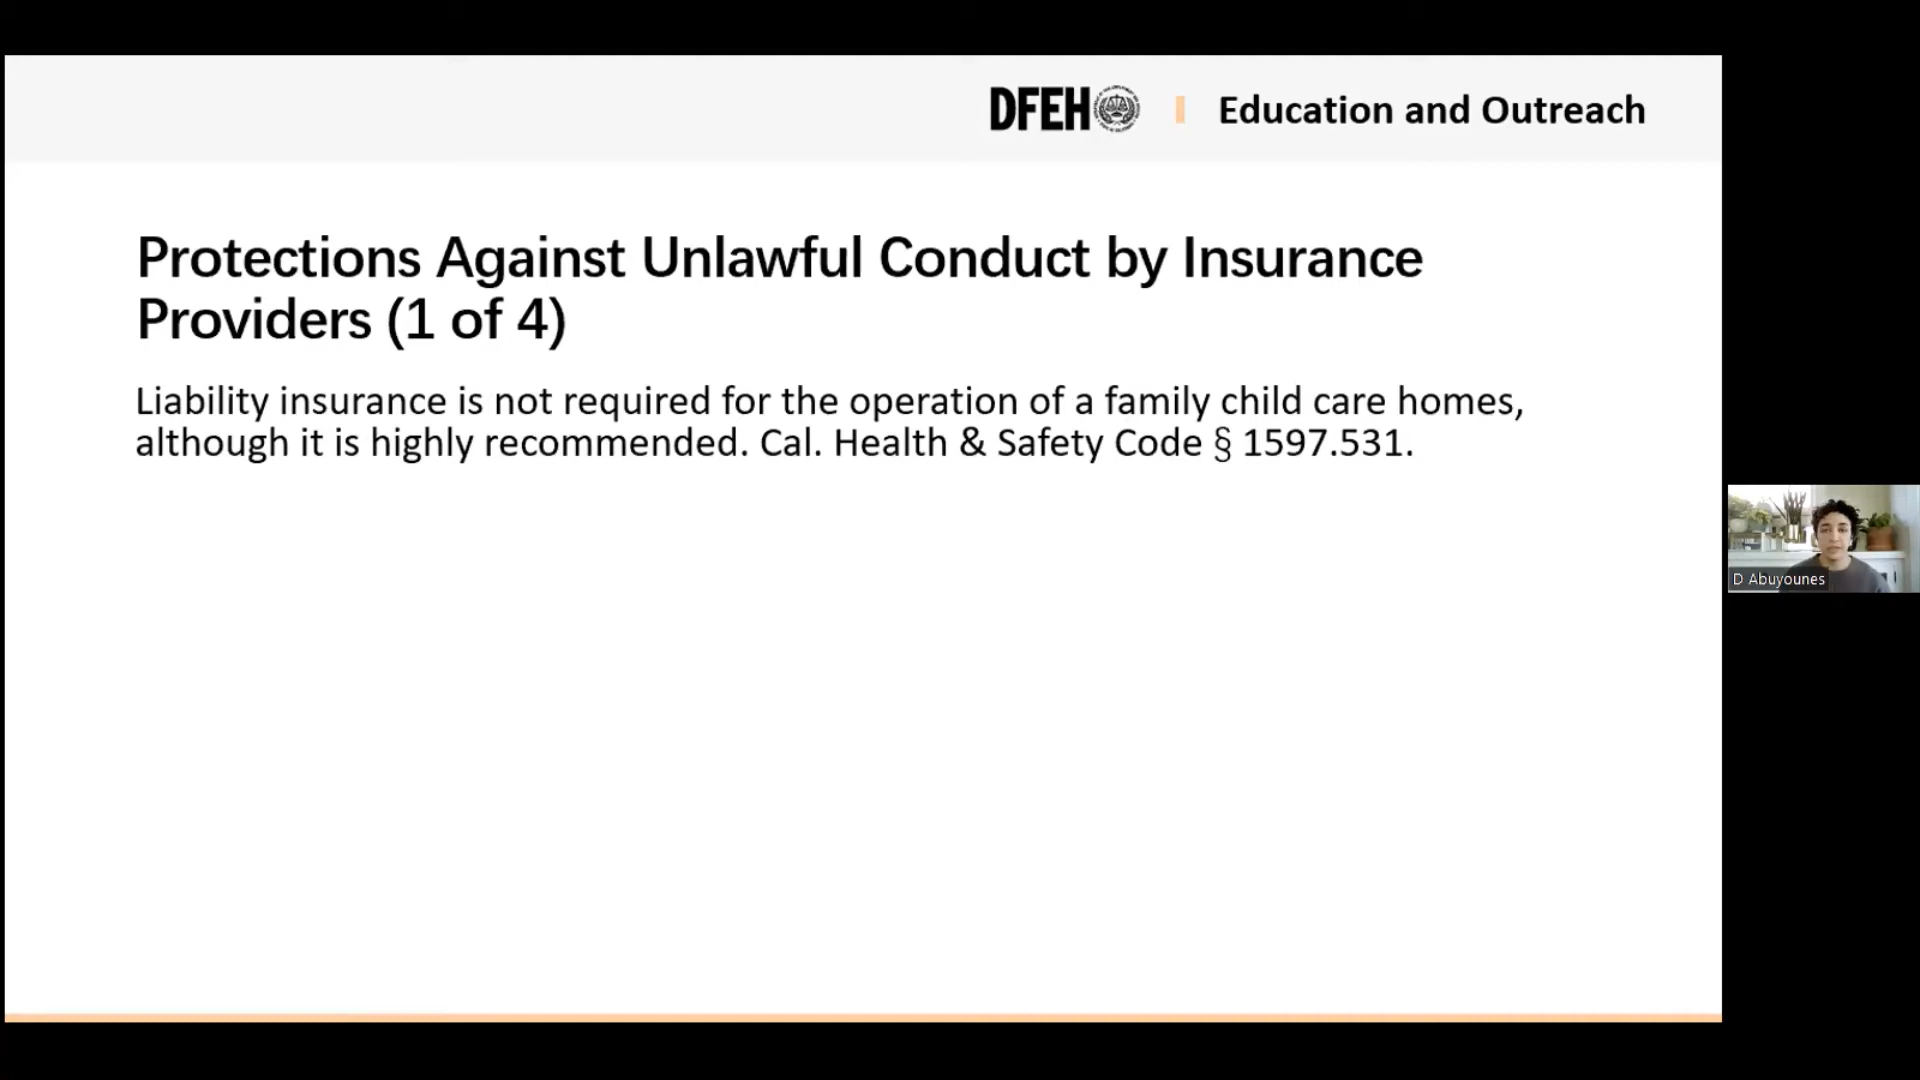 DFEH
Education and Outreach
Protections Against Unlawful Conduct by Insurance
Providers (1 of 4)
Liability insurance is not required for the operation of a family child care homes,
although it is highly recommended. Cal. Health & Safety Code § 1597.531.
D Abuyounes